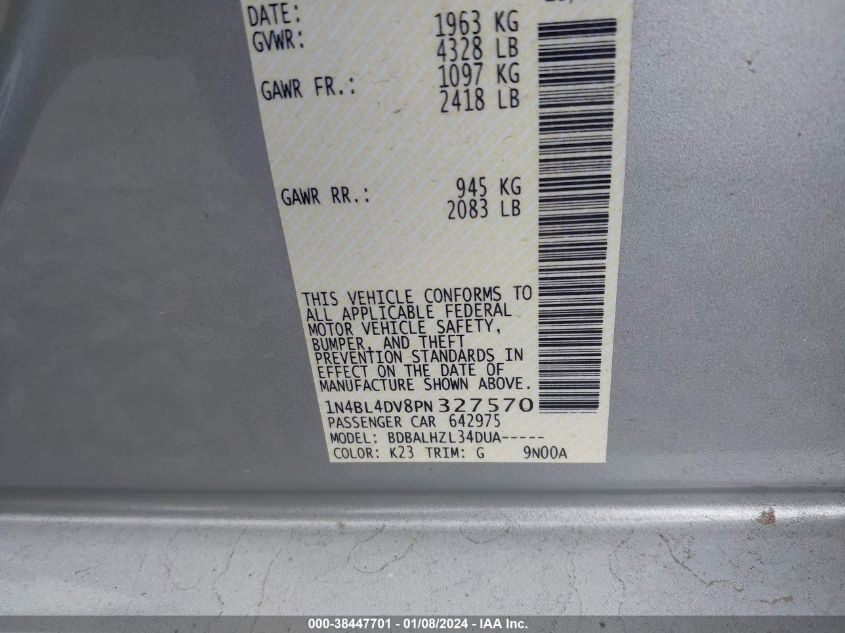 DATE:
GVWR: 1963 KG
4328 LB
GAWR FR.: 1097 KG
2418 LB
GAWR RR.: 945 KG
2083 LB
THIS VEHICLE CONFORMS TO
ALL APPLICABLE FEDERAL
MOTOR VEHICLE SAFETY,
BUMPER, AND THEFT
PREVENTION STANDARDS IN
EFFECT ON THE DATE OF
MANUFACTURE SHOWN ABOVE.
1N4BL4DV8PN327570
PASSENGER CAR 642975
MODEL: BDBALHZL34DUA-----
COLOR: K23 TRIM: G 9N00A
000-38447701 - 01/08/2024 - IAA Inc.